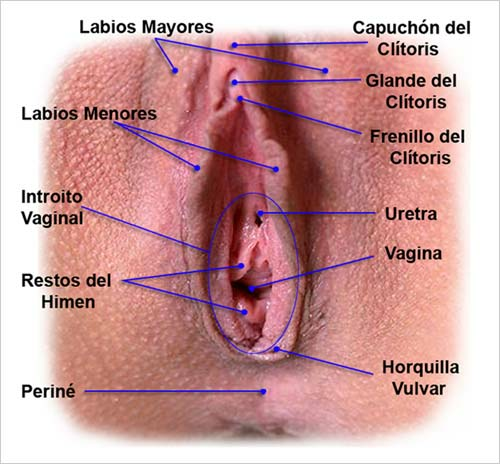 Labios Mayores
Capuchón del
Clítoris
Glande del
Clítoris
Labios Menores
Frenillo del
Clítoris
Introito
Vaginal
Uretra
Vagina
Restos del
Himen
Horquilla
Vulvar
Periné